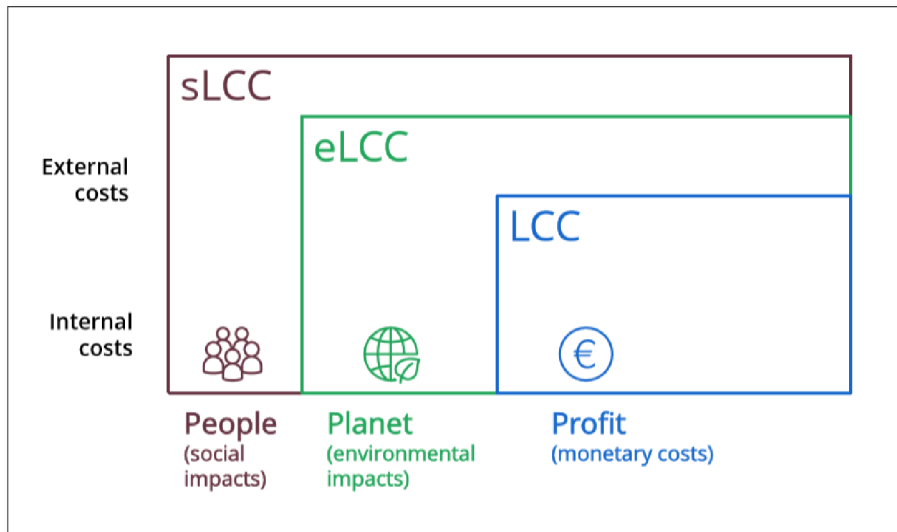 sLCC
eLCC
External
costs
LCC
Internal
costs
€
People
(social
impacts)
Planet
(environmental
impacts)
Profit
(monetary costs)